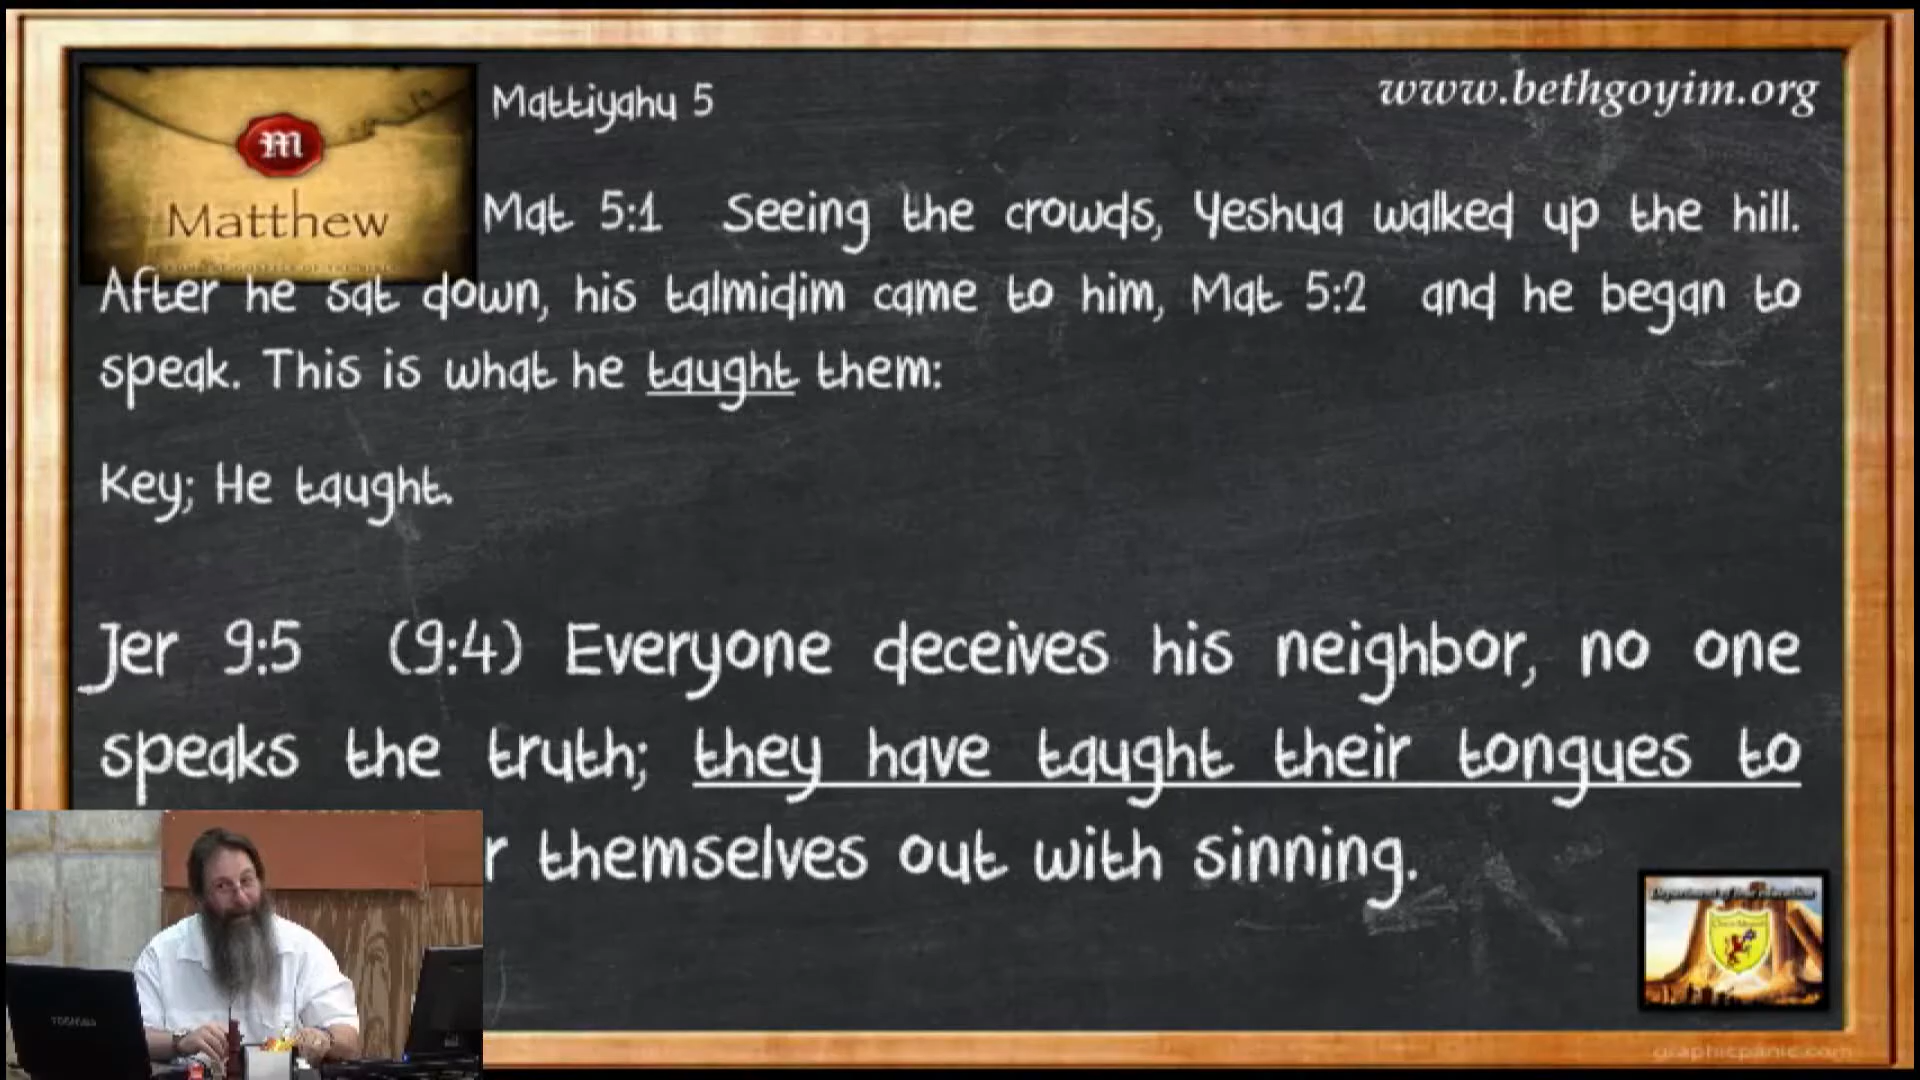 Mattiyahu 5
www.bethgoyim.org
M
Matthew
Mat 5:1 Seeing the crowds, Yeshua walked up the hill.
After he sat down, his talmidim came to him, Mat 5:2 and he began to
speak. This is what he taught them:
Key; He taught.
Jer 9:5 (9:4) Everyone deceives his neighbor, no one
speaks the truth; they have taught their tongues to
r themselves out with sinning.
TOSHIBA
graphicpanic.com